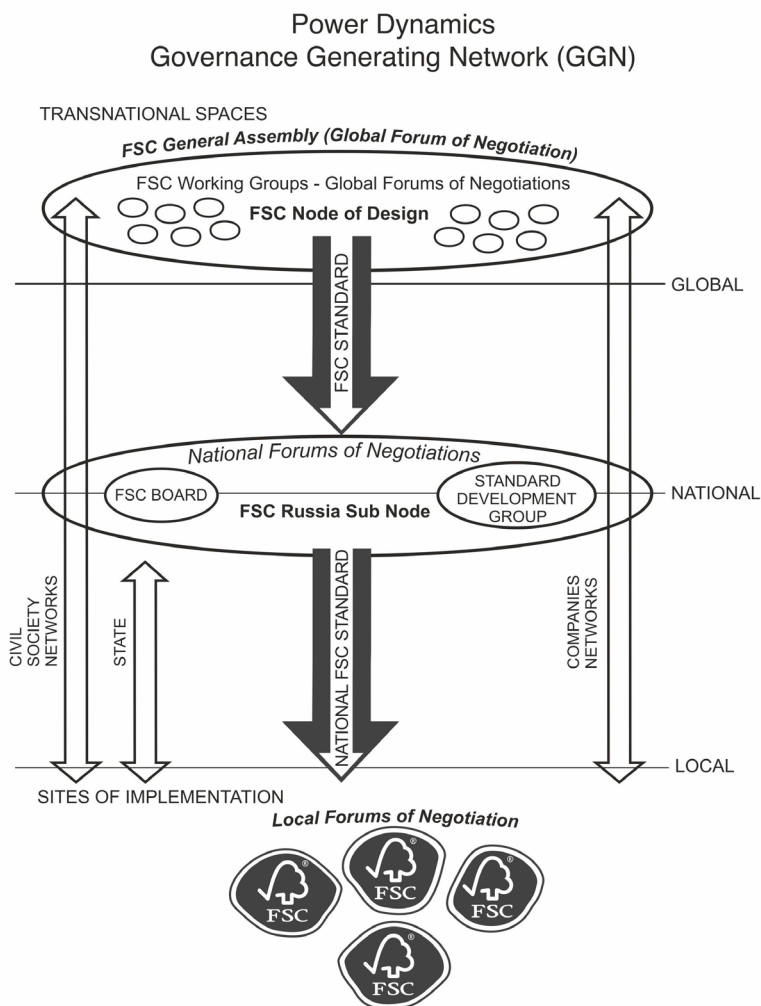 Power Dynamics
Governance Generating Network (GGN)
TRANSNATIONAL SPACES
FSC General Assembly (Global Forum of Negotiation)
FSC Working Groups - Global Forums of Negotiations
FSC Node of Design
FSC STANDARD
GLOBAL
National Forums of Negotiations
FSC BOARD
STANDARD
DEVELOPMENT
GROUP
NATIONAL
FSC Russia Sub Node
CIVIL
SOCIETY
NETWORKS
STATE
NATIONAL FSC STANDARD
COMPANIES
NETWORKS
LOCAL
SITES OF IMPLEMENTATION
Local Forums of Negotiation
®
FSC
®
FSC
®
FSC
®
FSC